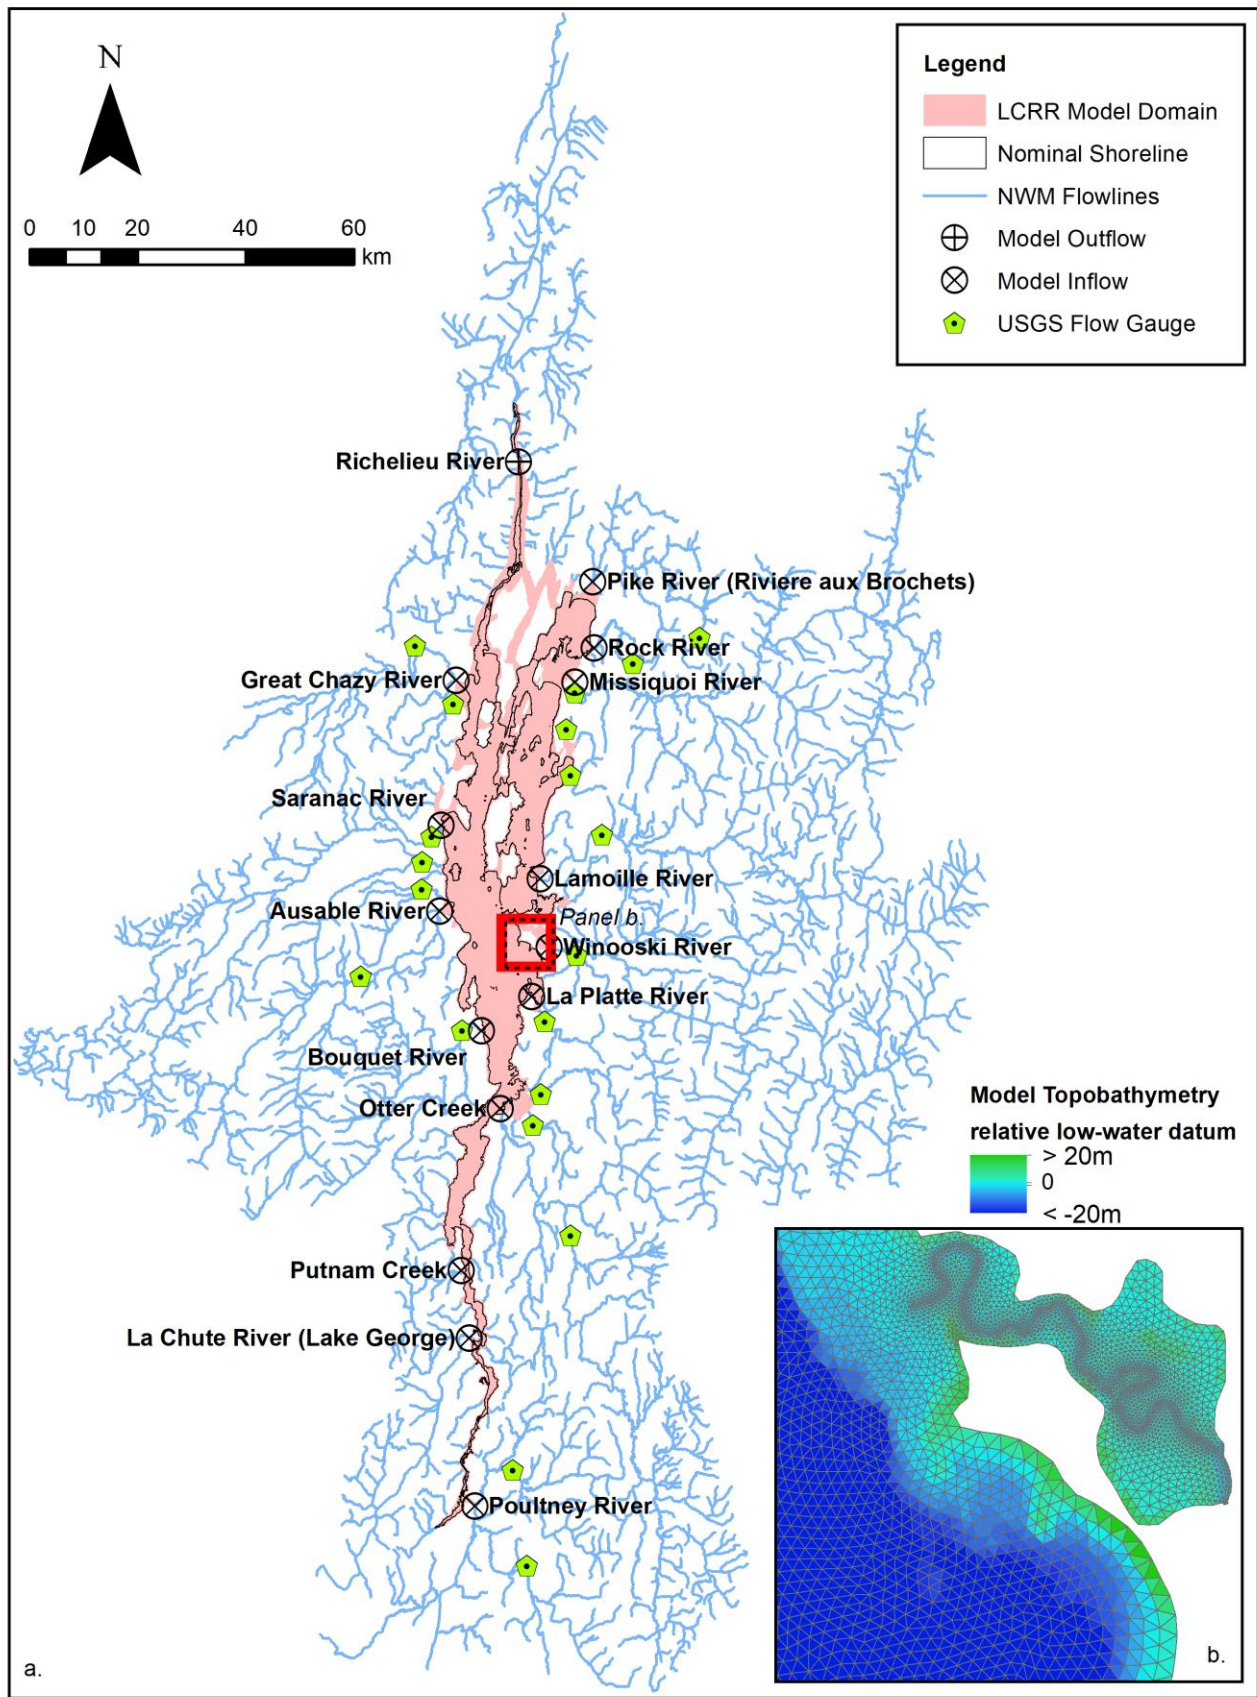 N
0 10 20 40 60
km
Legend
LCRR Model Domain
Nominal Shoreline
NWM Flowlines
Model Outflow
Model Inflow
USGS Flow Gauge
Richelieu River
Pike River (Riviere aux Brochets)
Rock River
Great Chazy River
Missiquoi River
Saranac River
Lamoille River
Ausable River
Panel b.
Winooski River
La Platte River
Bouquet River
Otter Creek
Model Topobathymetry
relative low-water datum
> 20m
0
< -20m
Putnam Creek
La Chute River (Lake George)
Poultney River
a.
b.